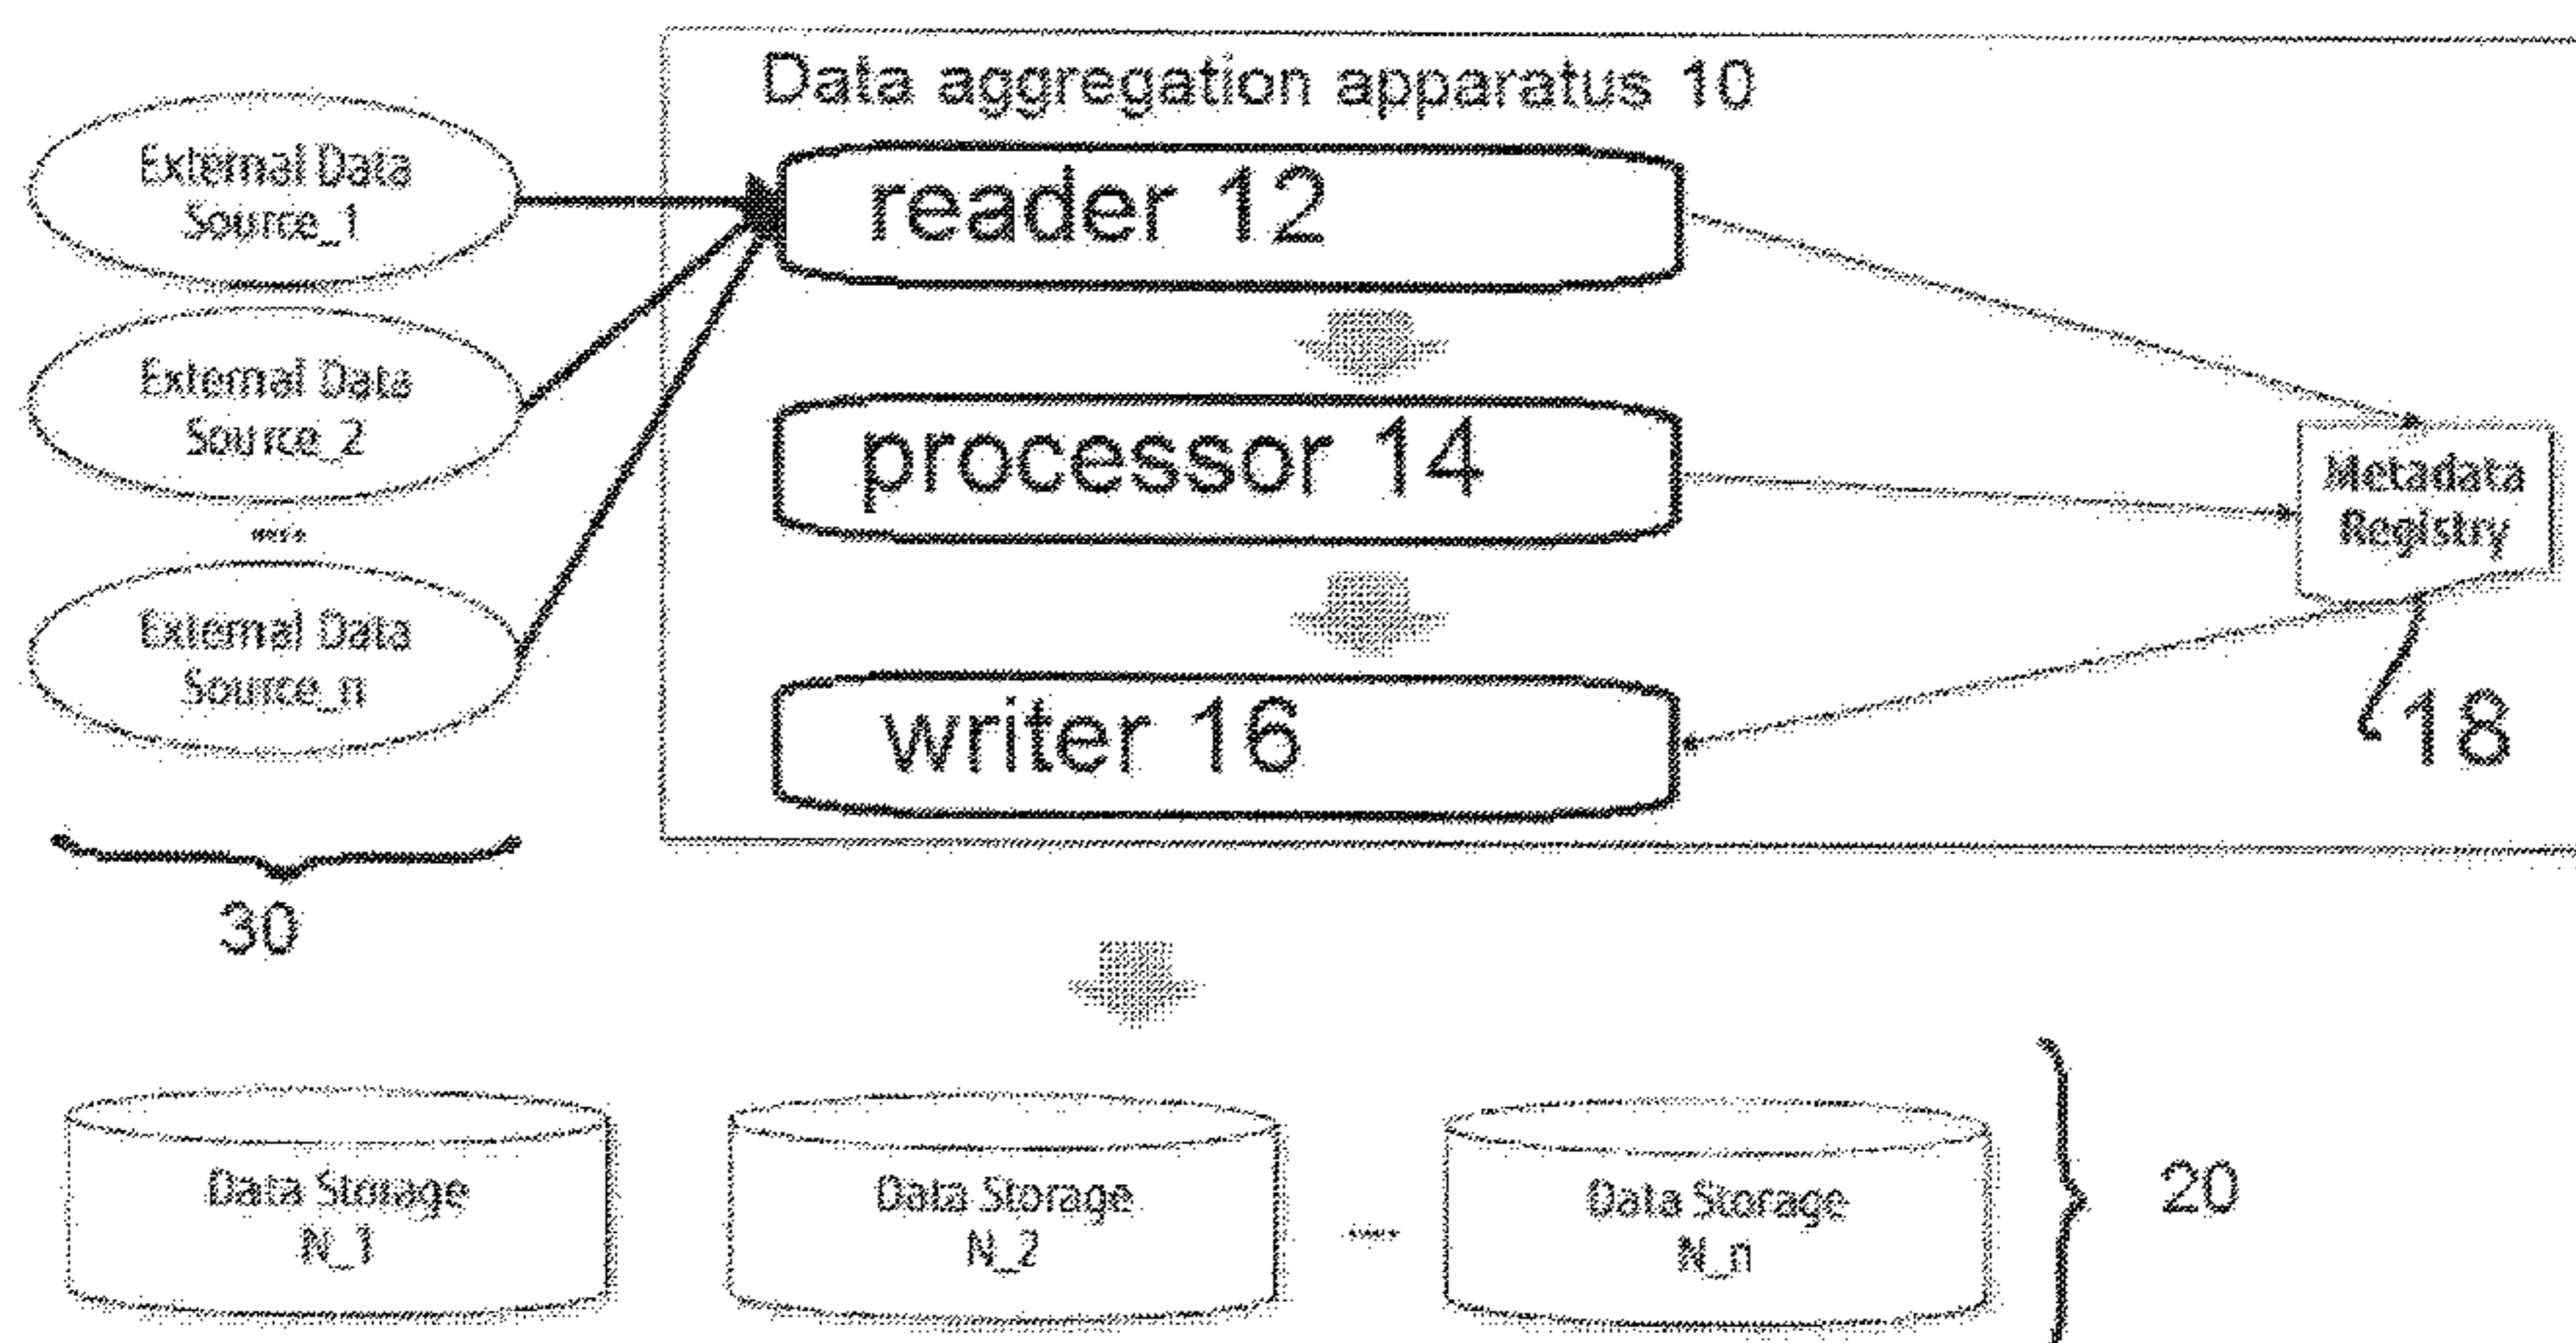 Data aggregation apparatus 10
External Data
Source_1
External Data
Source_2
External Data
Source_n
30
reader 12
processor 14
writer 16
Metadata
Registry
18
Data Storage
N_1
Data Storage
N_2
Data Storage
N_n
20